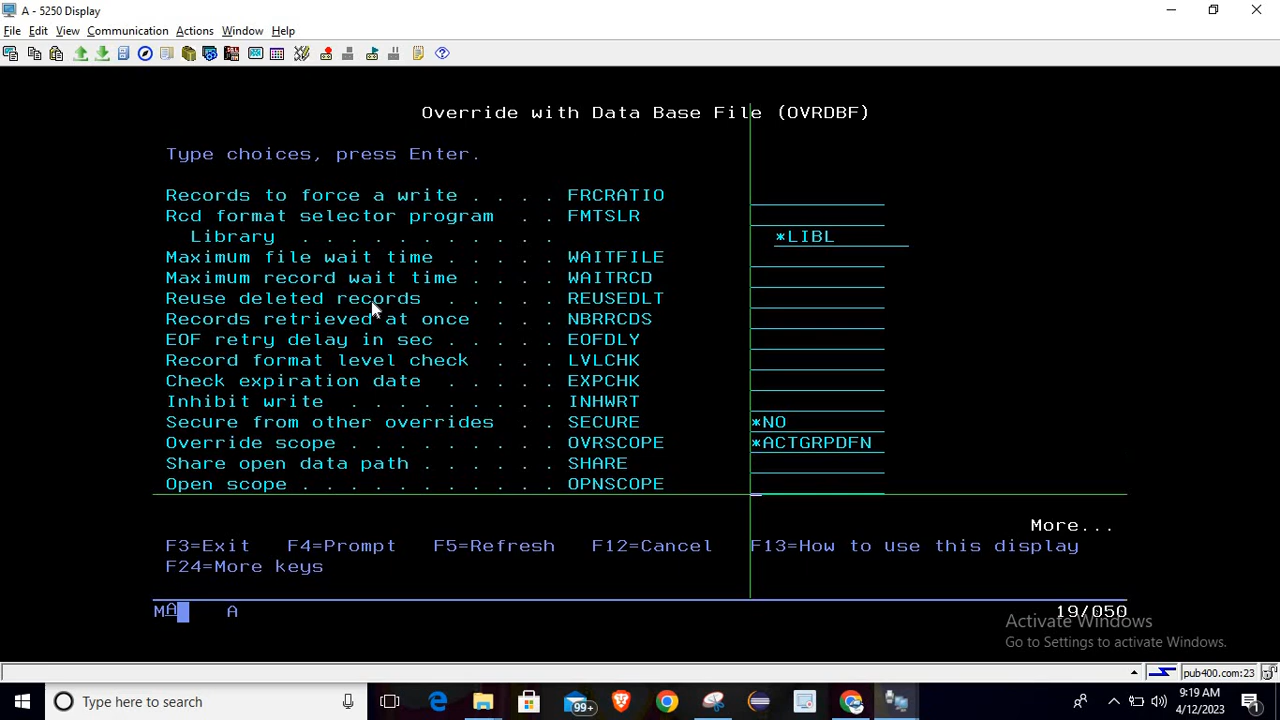 A - 5250 Display
File Edit View Communication Actions Window Help
Override with Data Base File (OVRDBF)
Type choices, press Enter.
Records to force a write . . . . . FRCRATIO
Rcd format selector program . . FMTSLR
Library . . . . . . . . . . . *LIBL
Maximum file wait time . . . . . WAITFILE
Maximum record wait time . . . . WAITRCD
Reuse deleted records . . . . . REUSEDLT
Records retrieved at once . . . NBRRCDS
EOF retry delay in sec . . . . . EOFDLY
Record format level check . . . LVLCHK
Check expiration date . . . . . EXPCHK
Inhibit write . . . . . . . . . INHWRT
Secure from other overrides . . SECURE *NO
Override scope . . . . . . . . . OVRSCOPE *ACTGRPDFN
Share open data path . . . . . . SHARE
Open scope . . . . . . . . . . . OPNSCOPE
More...
F3=Exit F4=Prompt F5=Refresh F12=Cancel F13=How to use this display
F24=More keys
MA A 19/050
Activate Windows
Go to Settings to activate Windows.
pub400.com:23
Type here to search 99+ 9:19 AM
4/12/2023 1